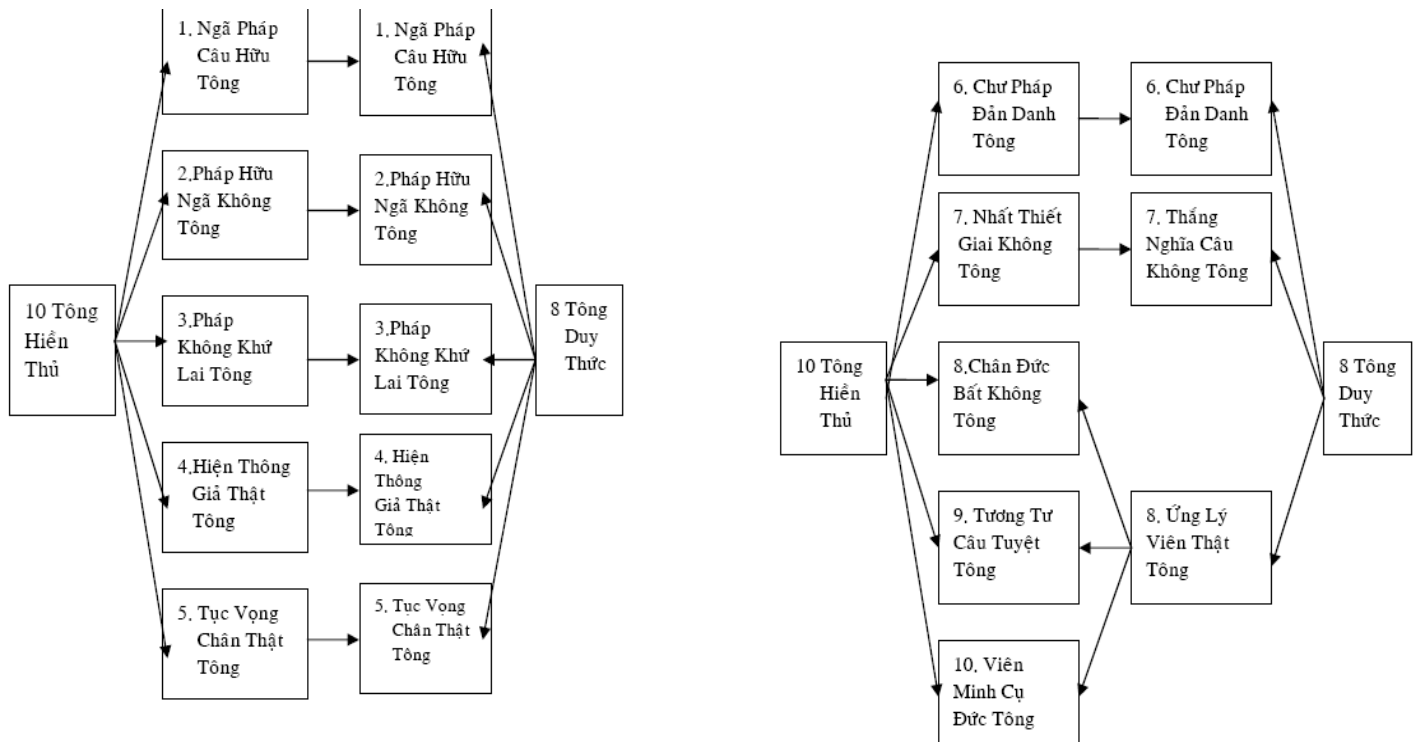 1. Ngã Pháp
Câu Hữu
Tông
1. Ngã Pháp
Câu Hữu
Tông
2.Pháp Hữu
Ngã Không
Tông
2.Pháp Hữu
Ngã Không
Tông
10 Tông
Hiền
Thủ
3.Pháp
Không Khứ
Lai Tông
3.Pháp
Không Khứ
Lai Tông
8 Tông
Duy
Thức
4.Hiện Thông
Giả Thật
Tông
4. Hiện
Thông
Giả Thật
Tông
5. Tục Vọng
Chân Thật
Tông
5. Tục Vọng
Chân Thật
Tông
6. Chư Pháp
Đản Danh
Tông
6. Chư Pháp
Đản Danh
Tông
7. Nhất Thiết
Giai Không
Tông
7. Thắng
Nghĩa Câu
Không Tông
10 Tông
Hiền
Thủ
8.Chân Đức
Bất Không
Tông
8 Tông
Duy
Thức
9. Tương Tư
Câu Tuyệt
Tông
8. Ứng Lý
Viên Thật
Tông
10. Viên
Minh Cụ
Đức Tông